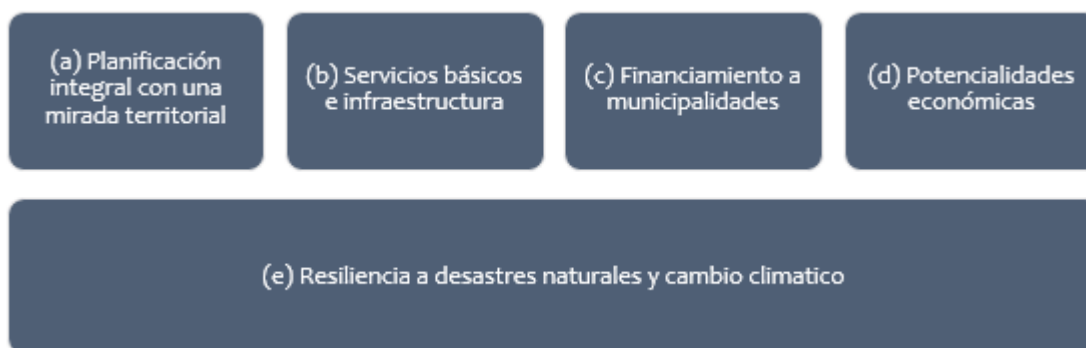 (a) Planificación
integral con una
mirada territorial
(b) Servicios básicos
e infraestructura
(c) Financiamiento a
municipalidades
(d) Potencialidades
económicas
(e) Resiliencia a desastres naturales y cambio climatico